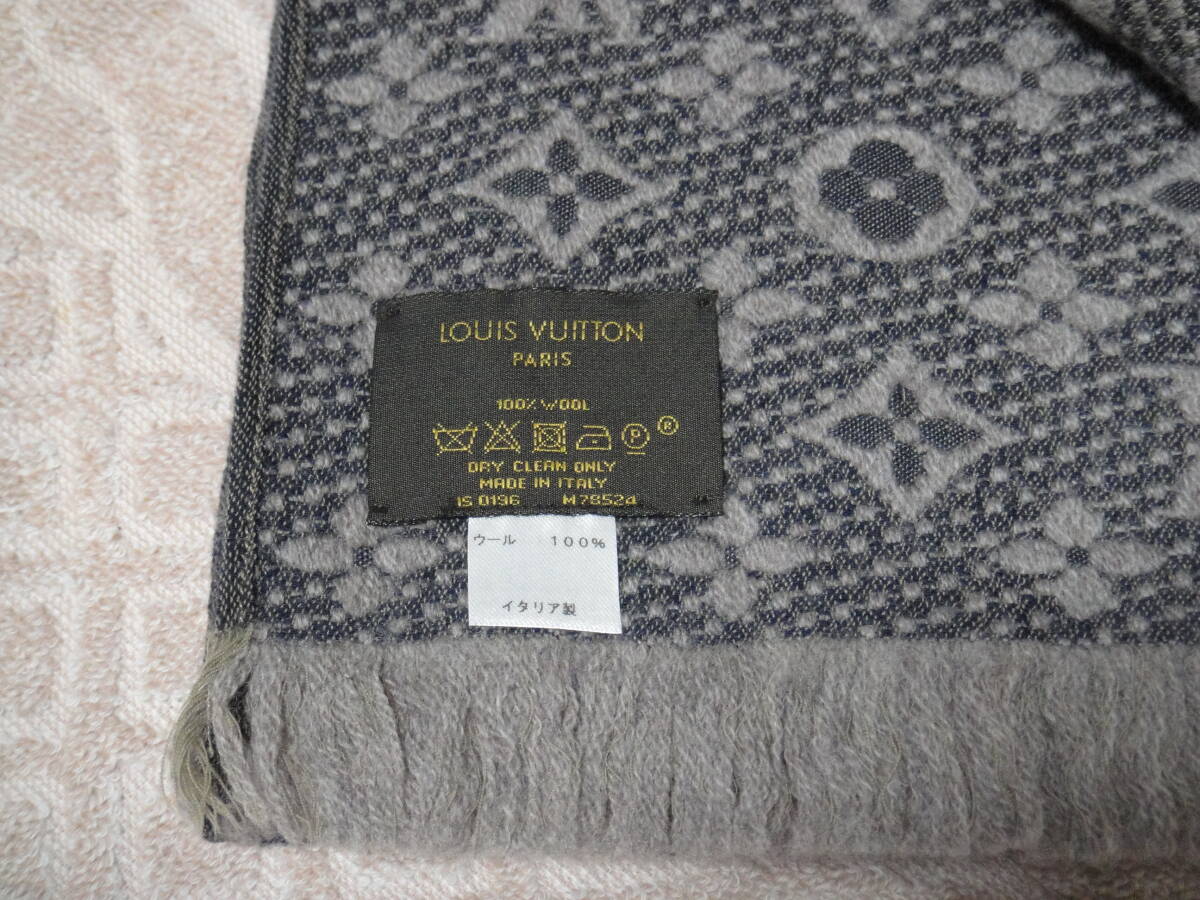 LOUIS VUITTON
PARIS
100% WOOL
DRY CLEAN ONLY
MADE IN ITALY
IS 0196 M78524
ウール 100%
イタリア製